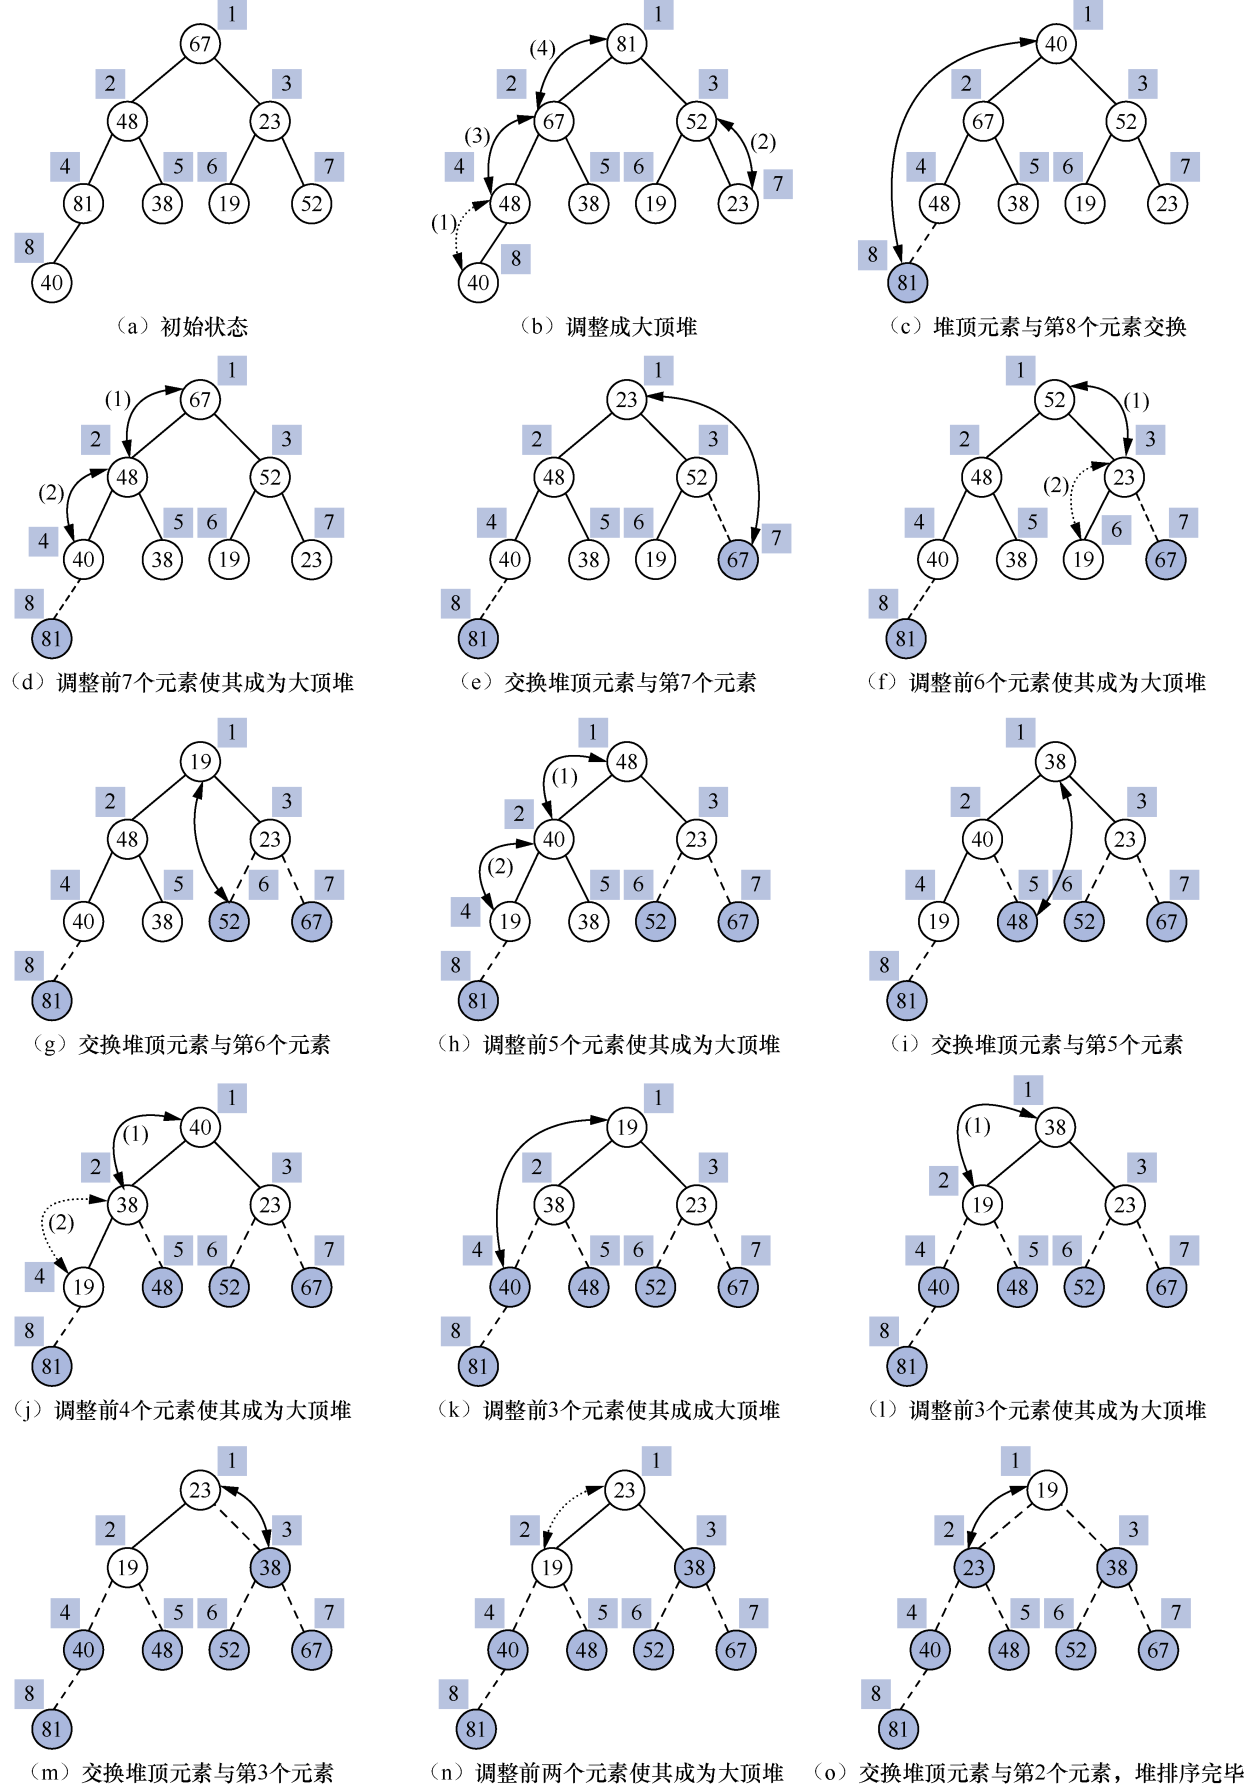 1
67
2 3
48 23
4 5 6 7
81 38 19 52
8
40
(a)初始状态
1
(4) 81
2 3
(3) 67 52 (2)
4 5 6 7
(1) 48 38 19 23
8
40
(b)调整成大顶堆
1
40
2 3
67 52
4 5 6 7
48 38 19 23
8
81
(c)堆顶元素与第8个元素交换
1
(1) 67
2 3
(2) 48 52
4 5 6 7
40 38 19 23
8
81
(d)调整前7个元素使其成为大顶堆
1
23
2 3
48 52
4 5 6 7
40 38 19 67
8
81
(e)交换堆顶元素与第7个元素
1
52 (1)
2 3
48 (2) 23
4 5 6 7
40 38 19 67
8
81
(f)调整前6个元素使其成为大顶堆
1
19
2 3
48 23
4 5 6 7
40 38 52 67
8
81
(g)交换堆顶元素与第6个元素
1
(1) 48
2 3
(2) 40 23
4 5 6 7
19 38 52 67
8
81
(h)调整前5个元素使其成为大顶堆
1
38
2 3
40 23
4 5 6 7
19 48 52 67
8
81
(i)交换堆顶元素与第5个元素
1
(1) 40
2 3
(2) 38 23
4 5 6 7
19 48 52 67
8
81
(j)调整前4个元素使其成为大顶堆
1
19
2 3
38 23
4 5 6 7
40 48 52 67
8
81
(k)调整前3个元素使其成成大顶堆
1
(1) 38
2 3
19 23
4 5 6 7
40 48 52 67
8
81
(l)调整前3个元素使其成为大顶堆
1
23
2 3
19 38
4 5 6 7
40 48 52 67
8
81
(m)交换堆顶元素与第3个元素
1
23
2 3
19 38
4 5 6 7
40 48 52 67
8
81
(n)调整前两个元素使其成为大顶堆
1
19
2 3
23 38
4 5 6 7
40 48 52 67
8
81
(o)交换堆顶元素与第2个元素，堆排序完毕